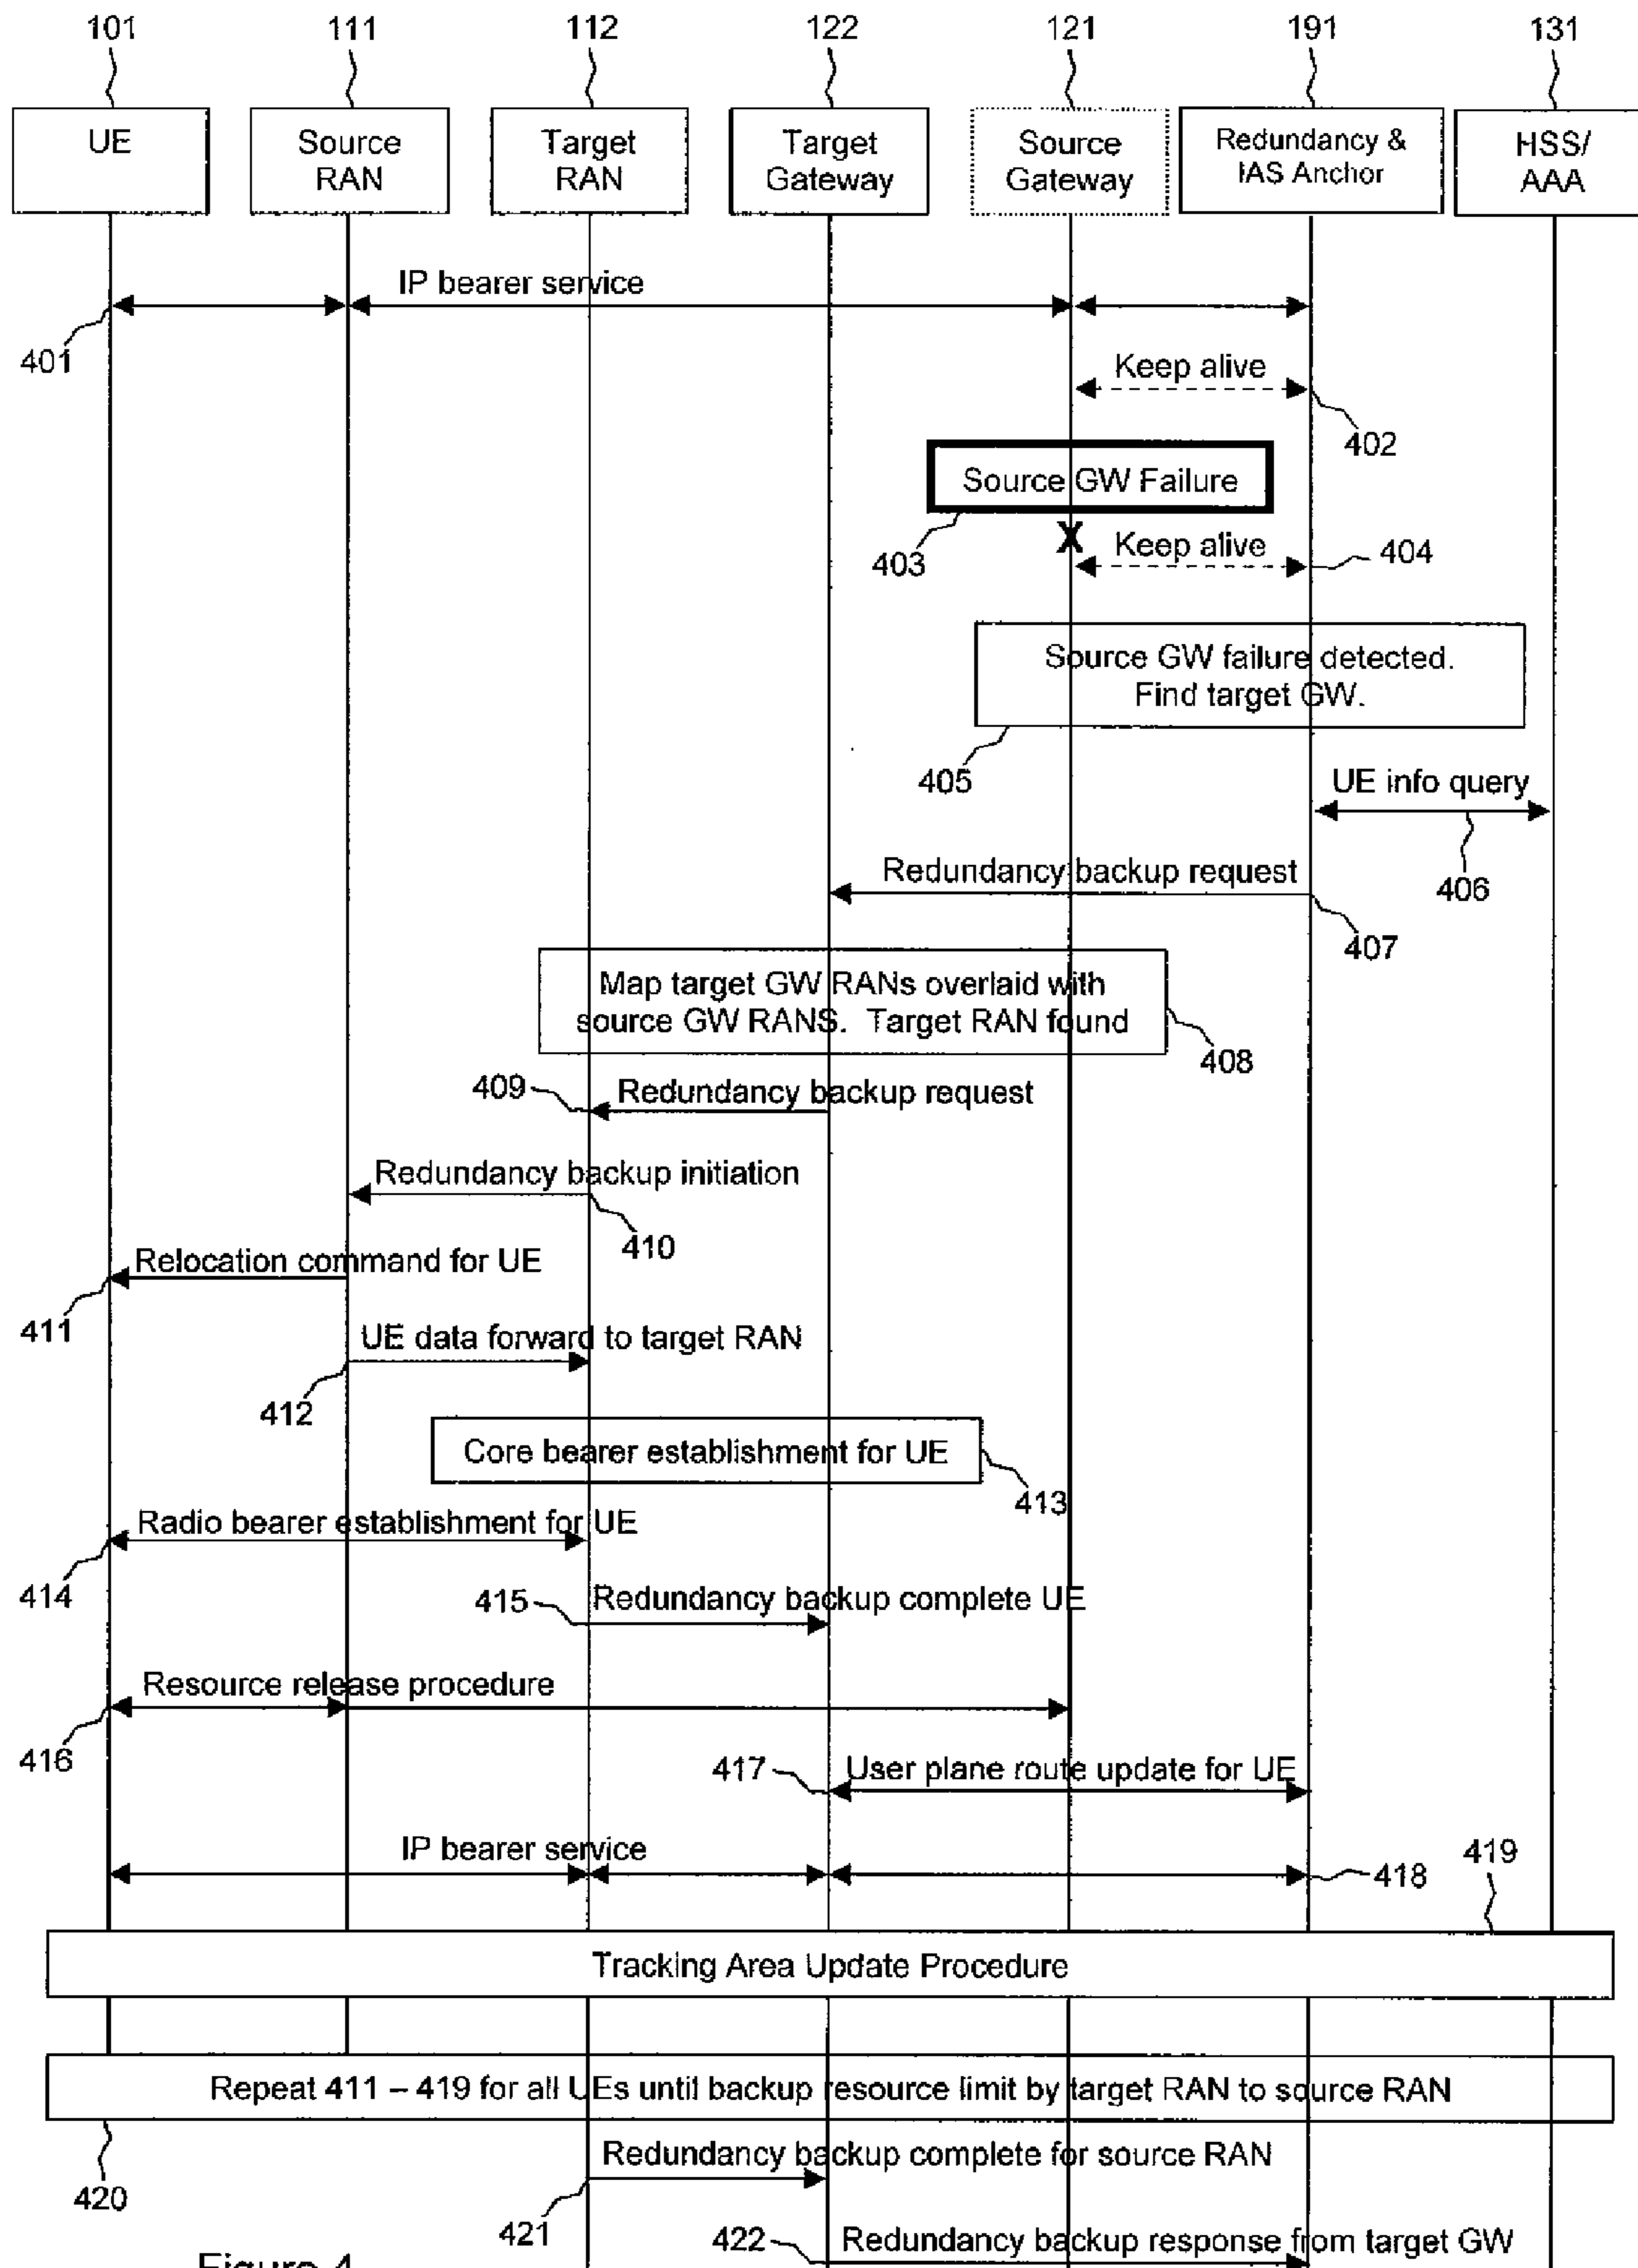 101 111 112 122 121 191 131
UE
Source
RAN
Target
RAN
Target
Gateway
Source
Gateway
Redundancy &
IAS Anchor
HSS/
AAA
IP bearer service
401
Keep alive
402
Source GW Failure
403
X
Keep alive
404
Source GW failure detected.
Find target GW.
405
UE info query
406
Redundancy backup request
407
Map target GW RANs overlaid with
source GW RANS. Target RAN found
408
409
Redundancy backup request
Redundancy backup initiation
410
Relocation command for UE
411
UE data forward to target RAN
412
Core bearer establishment for UE
413
Radio bearer establishment for UE
414
415
Redundancy backup complete UE
Resource release procedure
416
417
User plane route update for UE
IP bearer service
418
419
Tracking Area Update Procedure
Repeat 411 – 419 for all UEs until backup resource limit by target RAN to source RAN
420
Redundancy backup complete for source RAN
421
422
Redundancy backup response from target GW
Figure 4